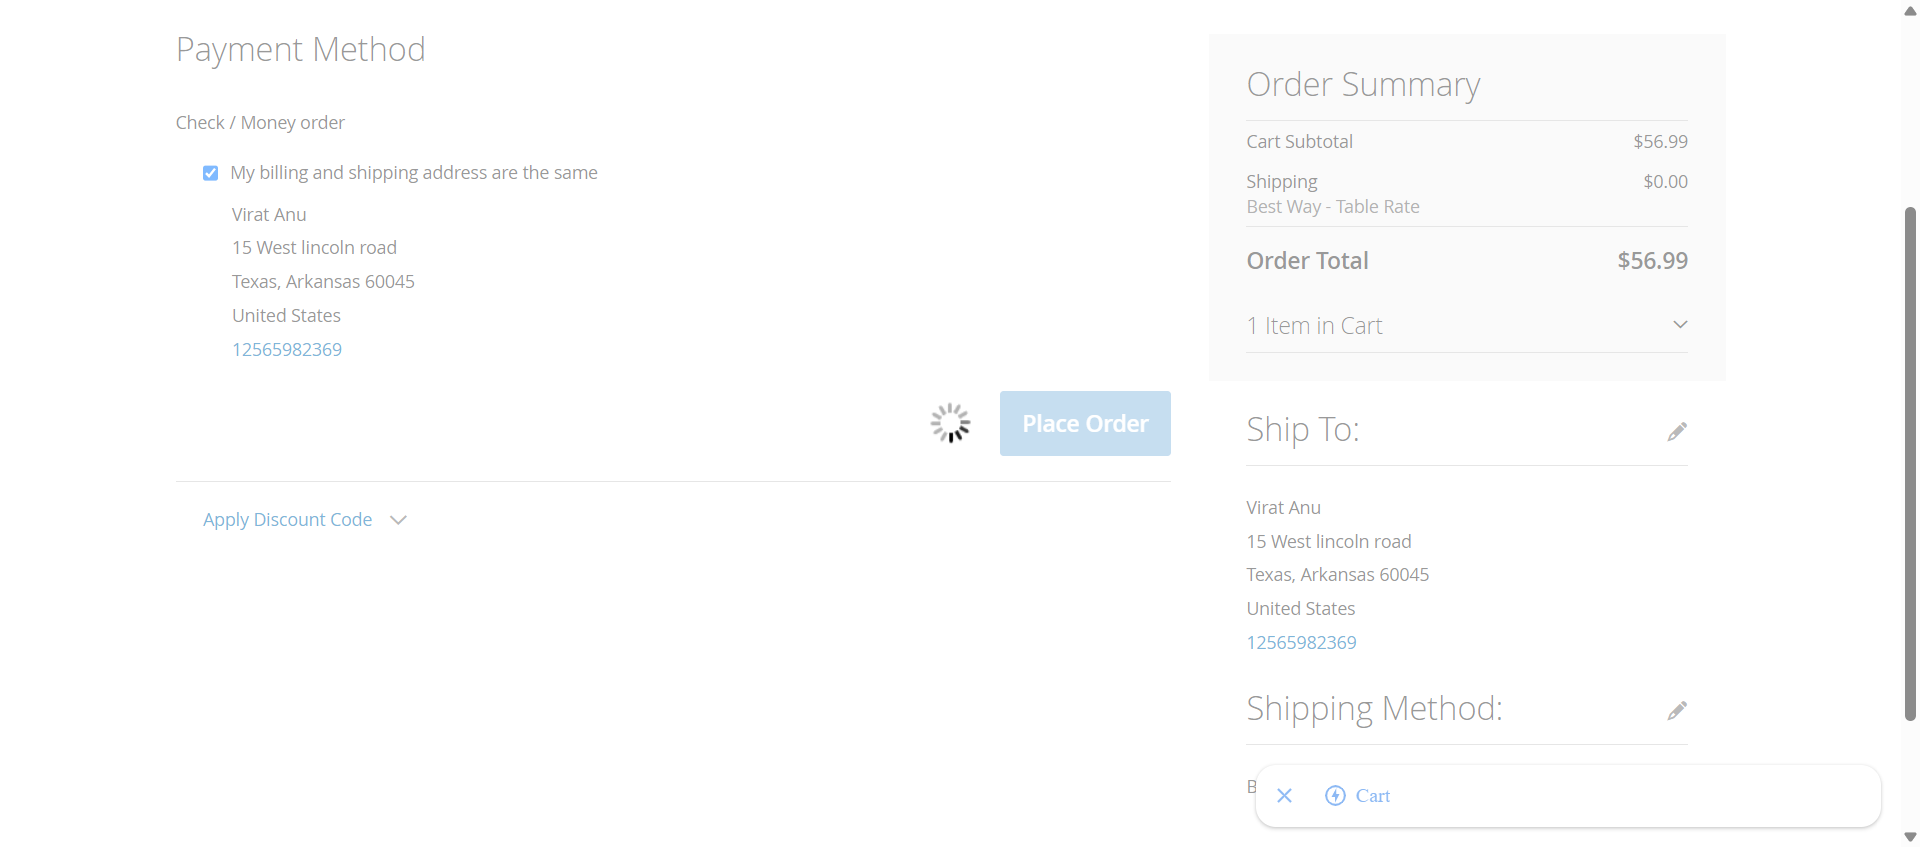 Payment Method
Check / Money order
My billing and shipping address are the same
Virat Anu
15 West lincoln road
Texas, Arkansas 60045
United States
12565982369
Place Order
Apply Discount Code
Order Summary
Cart Subtotal $56.99
Shipping $0.00
Best Way - Table Rate
Order Total $56.99
1 Item in Cart
Ship To:
Virat Anu
15 West lincoln road
Texas, Arkansas 60045
United States
12565982369
Shipping Method:
Cart